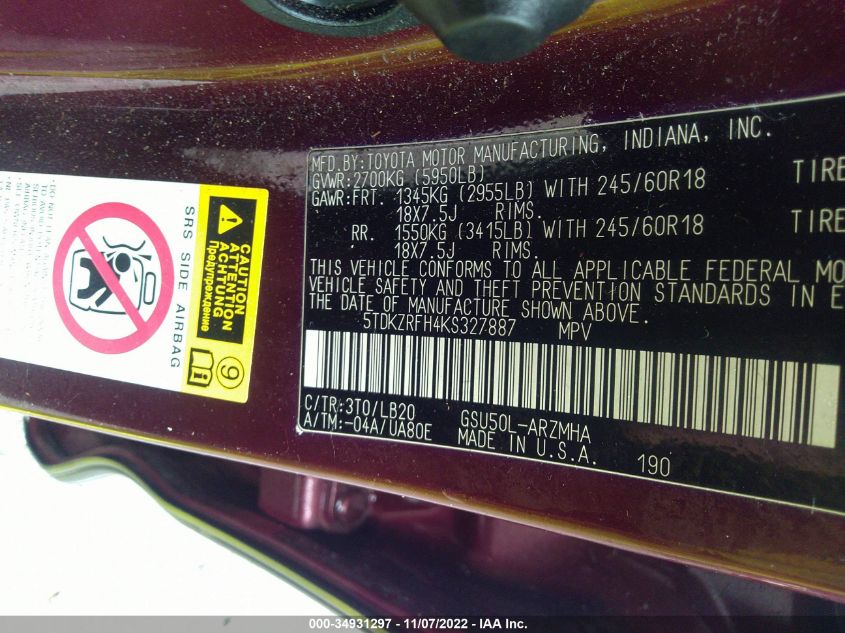 MFD.BY:TOYOTA MOTOR MANUFACTURING, INDIANA, INC.
GVWR:2700KG (5950LB)
GAWR:FRT. 1345KG (2955LB) WITH 245/60R18 TIRE
18X7.5J RIMS.
RR. 1550KG (3415LB) WITH 245/60R18 TIRE
18X7.5J RIMS.
THIS VEHICLE CONFORMS TO ALL APPLICABLE FEDERAL MO
VEHICLE SAFETY AND THEFT PREVENTION STANDARDS IN E
THE DATE OF MANUFACTURE SHOWN ABOVE.
5TDKZRFH4KS327887 MPV
C/TR:3T0/LB20 GSU50L-ARZMHA
A/TM:-04A/UA80E MADE IN U.S.A. 190
CAUTION
ATTENTION
ACHTUNG
Предупреждение
SRS SIDE AIRBAG
9
000-34931297 - 11/07/2022 - IAA Inc.